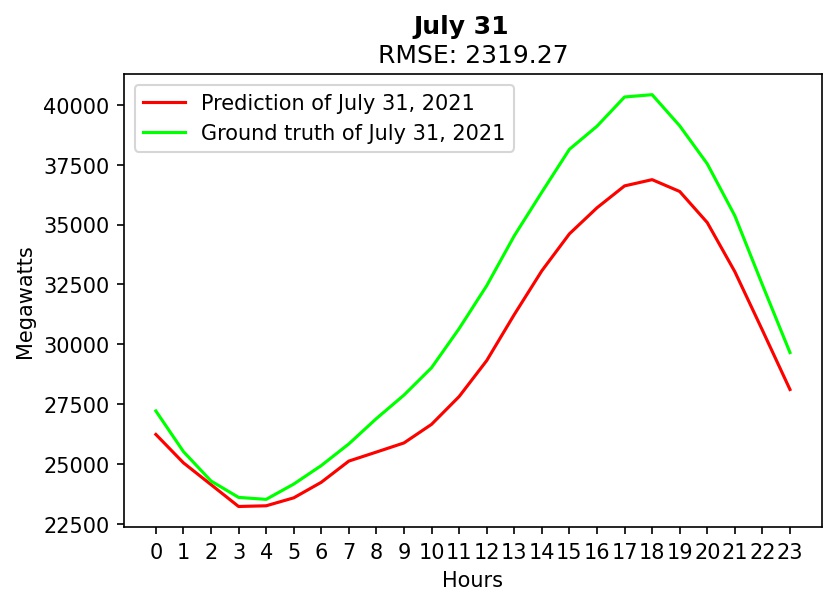 July 31
RMSE: 2319.27
Prediction of July 31, 2021
Ground truth of July 31, 2021
40000
37500
35000
32500
30000
27500
25000
22500
Megawatts
0 1 2 3 4 5 6 7 8 9 10 11 12 13 14 15 16 17 18 19 20 21 22 23
Hours